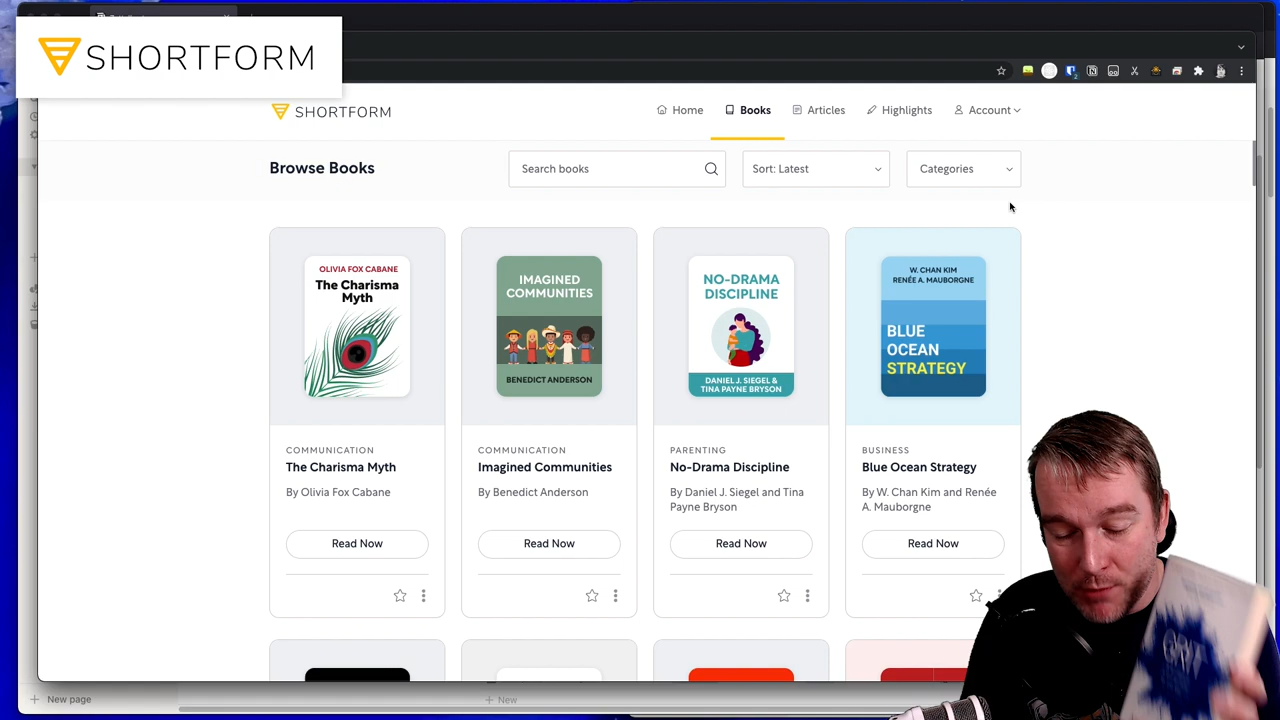 SHORTFORM
SHORTFORM
Home
Books
Articles
Highlights
Account
Browse Books
Search books
Sort: Latest
Categories
OLIVIA FOX CABANE
The Charisma
Myth
IMAGINED
COMMUNITIES
BENEDICT ANDERSON
NO-DRAMA
DISCIPLINE
DANIEL J. SIEGEL &
TINA PAYNE BRYSON
W. CHAN KIM
RENÉE A. MAUBORGNE
BLUE
OCEAN
STRATEGY
COMMUNICATION
The Charisma Myth
By Olivia Fox Cabane
Read Now
COMMUNICATION
Imagined Communities
By Benedict Anderson
Read Now
PARENTING
No-Drama Discipline
By Daniel J. Siegel and Tina
Payne Bryson
Read Now
BUSINESS
Blue Ocean Strategy
By W. Chan Kim and Renée
A. Mauborgne
Read Now
+ New page
+ New